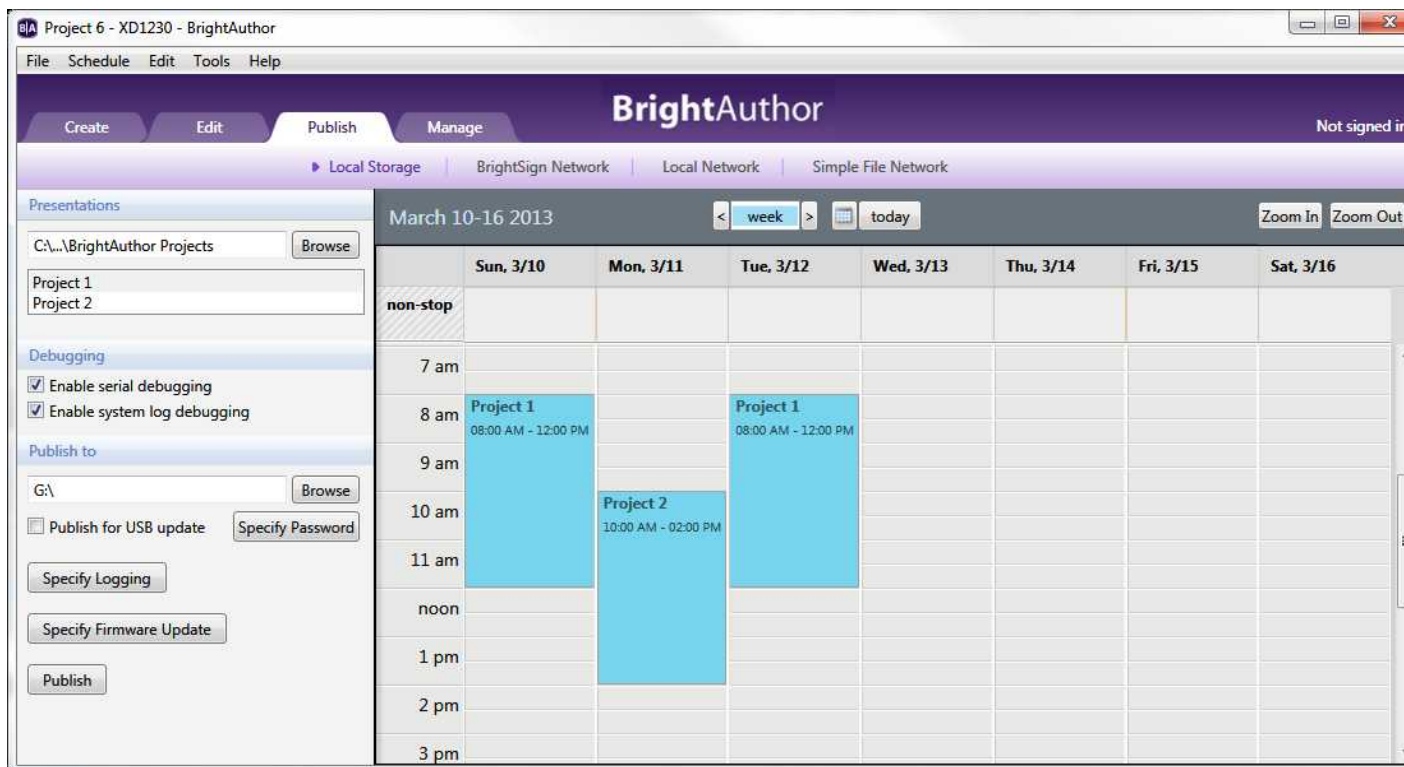 BA Project 6 - XD1230 - BrightAuthor
File Schedule Edit Tools Help
BrightAuthor
Create Edit Publish Manage
Not signed in
Local Storage BrightSign Network Local Network Simple File Network
Presentations
C:\...\BrightAuthor Projects Browse
Project 1
Project 2
Debugging
Enable serial debugging
Enable system log debugging
Publish to
G:\ Browse
Publish for USB update Specify Password
Specify Logging
Specify Firmware Update
Publish
March 10-16 2013 < week > today Zoom In Zoom Out
Sun, 3/10 Mon, 3/11 Tue, 3/12 Wed, 3/13 Thu, 3/14 Fri, 3/15 Sat, 3/16
non-stop
7 am
8 am Project 1 Project 1
08:00 AM - 12:00 PM 08:00 AM - 12:00 PM
9 am
10 am Project 2
10:00 AM - 02:00 PM
11 am
noon
1 pm
2 pm
3 pm